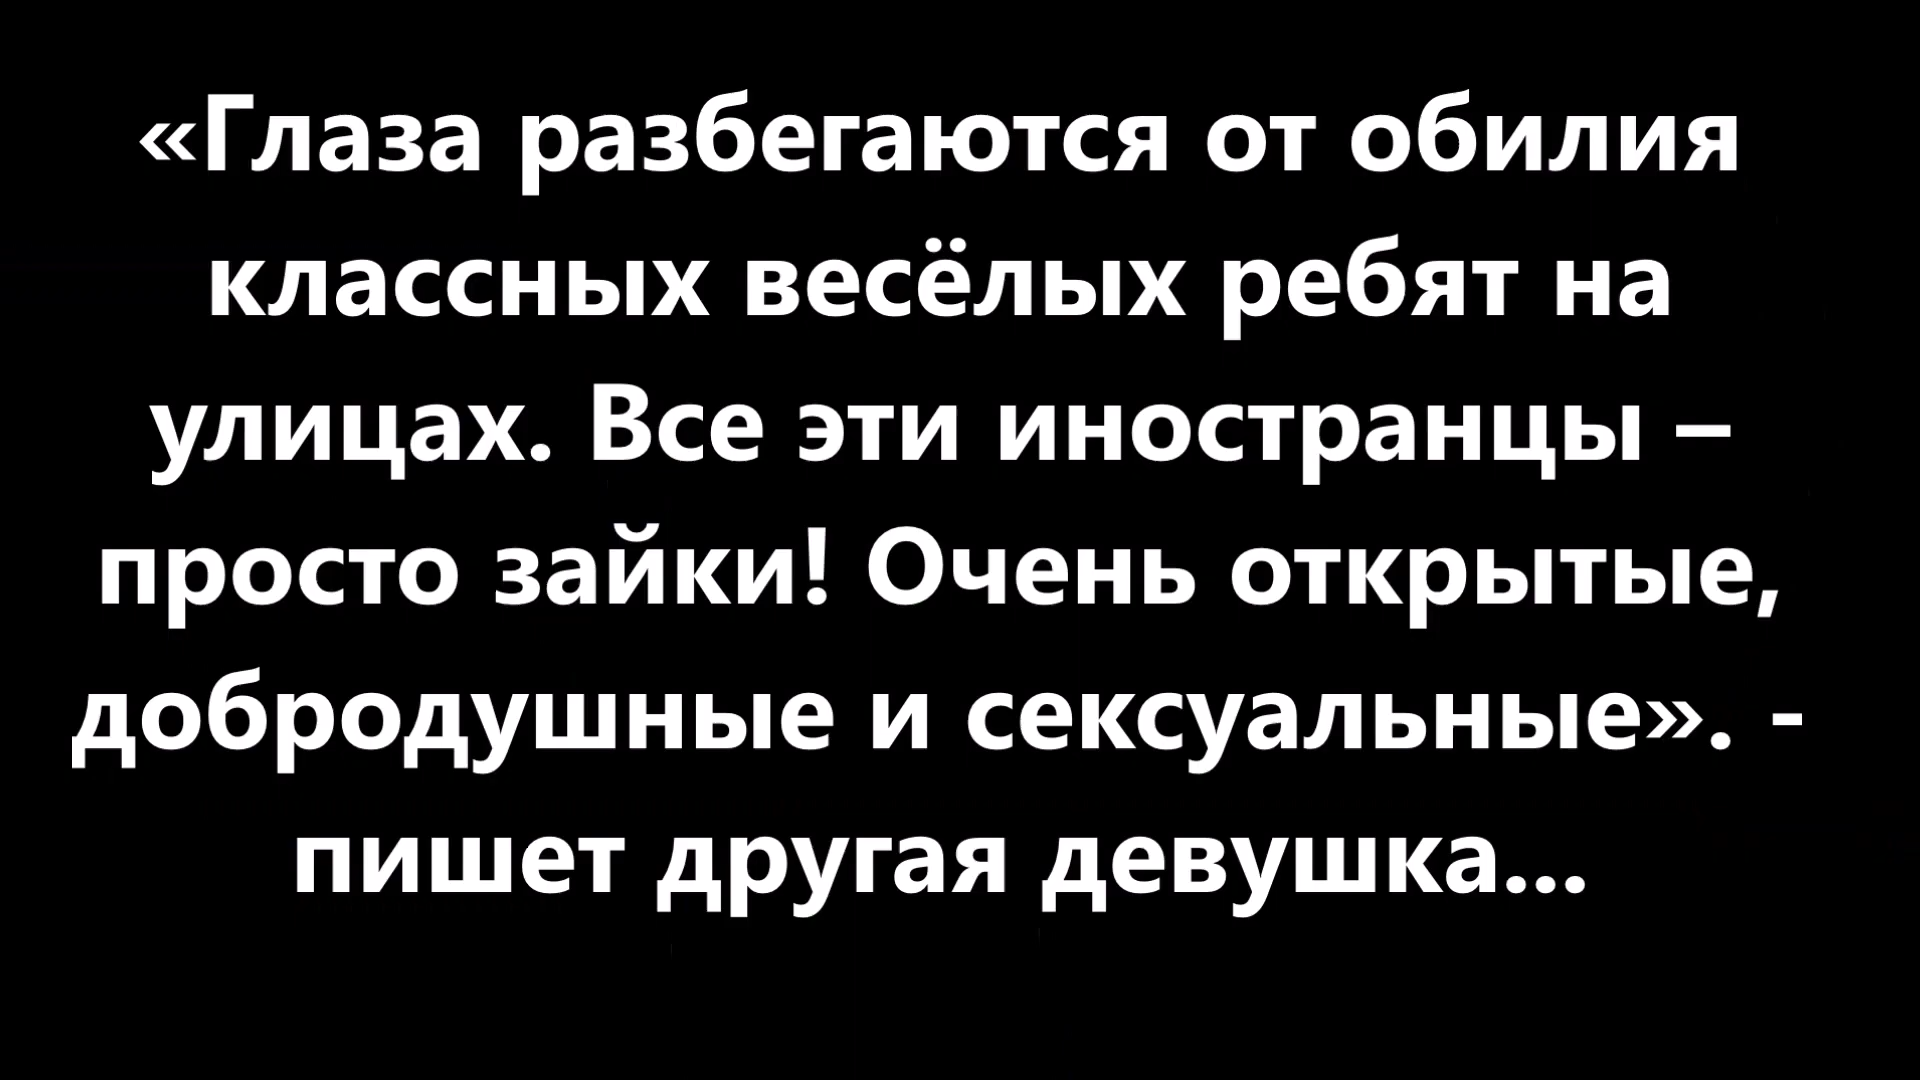 «Глаза разбегаются от обилия
классных весёлых ребят на
улицах. Все эти иностранцы –
просто зайки! Очень открытые,
добродушные и сексуальные». -
пишет другая девушка...